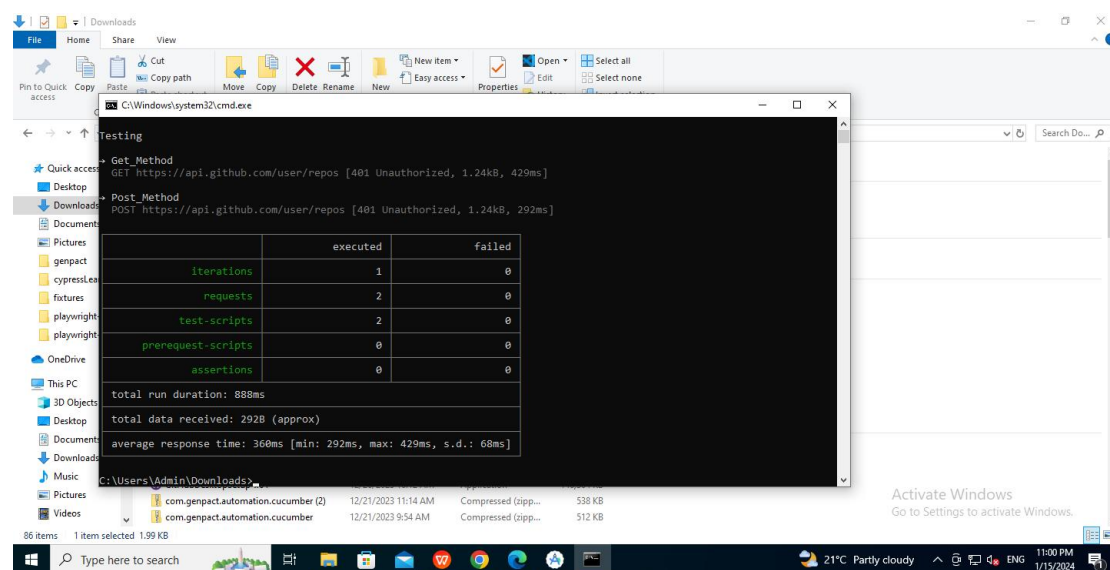 Downloads
File Home Share View
Pin to Quick access
Copy
Paste
Cut
Copy path
Move Copy Delete Rename New
New item
Easy access
Properties
Open
Edit
Select all
Select none
C:\Windows\system32\cmd.exe
Search Do...
Testing
→ Get_Method
GET https://api.github.com/user/repos [401 Unauthorized, 1.24kB, 429ms]
→ Post_Method
POST https://api.github.com/user/repos [401 Unauthorized, 1.24kB, 292ms]
executed failed
iterations 1 0
requests 2 0
test-scripts 2 0
prerequest-scripts 0 0
assertions 0 0
total run duration: 888ms
total data received: 292B (approx)
average response time: 360ms [min: 292ms, max: 429ms, s.d.: 68ms]
C:\Users\Admin\Downloads>_
Quick access
Desktop
Downloads
Document
Pictures
genpact
cypressLea
fixtures
playwright-
playwright-
OneDrive
This PC
3D Objects
Desktop
Document
Downloads
Music
Pictures
Videos
com.genpact.automation.cucumber (2) 12/21/2023 11:14 AM Compressed (zipp... 538 KB
com.genpact.automation.cucumber 12/21/2023 9:54 AM Compressed (zipp... 512 KB
Activate Windows
Go to Settings to activate Windows.
86 items 1 item selected 1.99 KB
Type here to search
21°C Partly cloudy
ENG
11:00 PM
1/15/2024